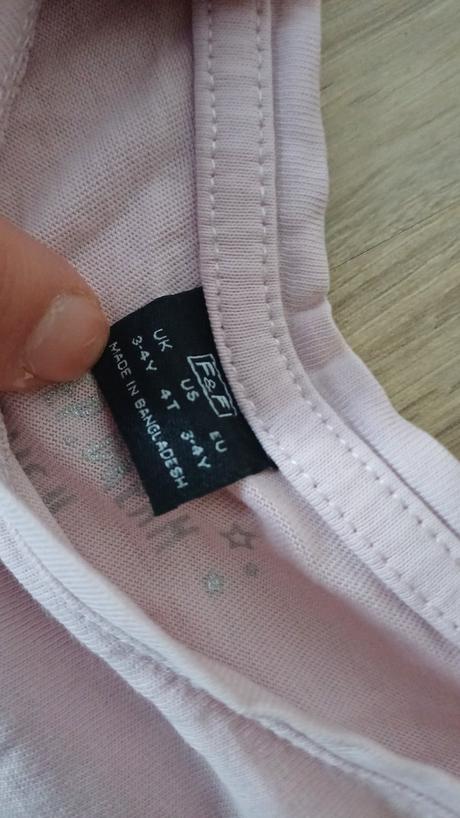 F&F
UK US EU
3-4Y 4T 3-4Y
MADE IN BANGLADESH